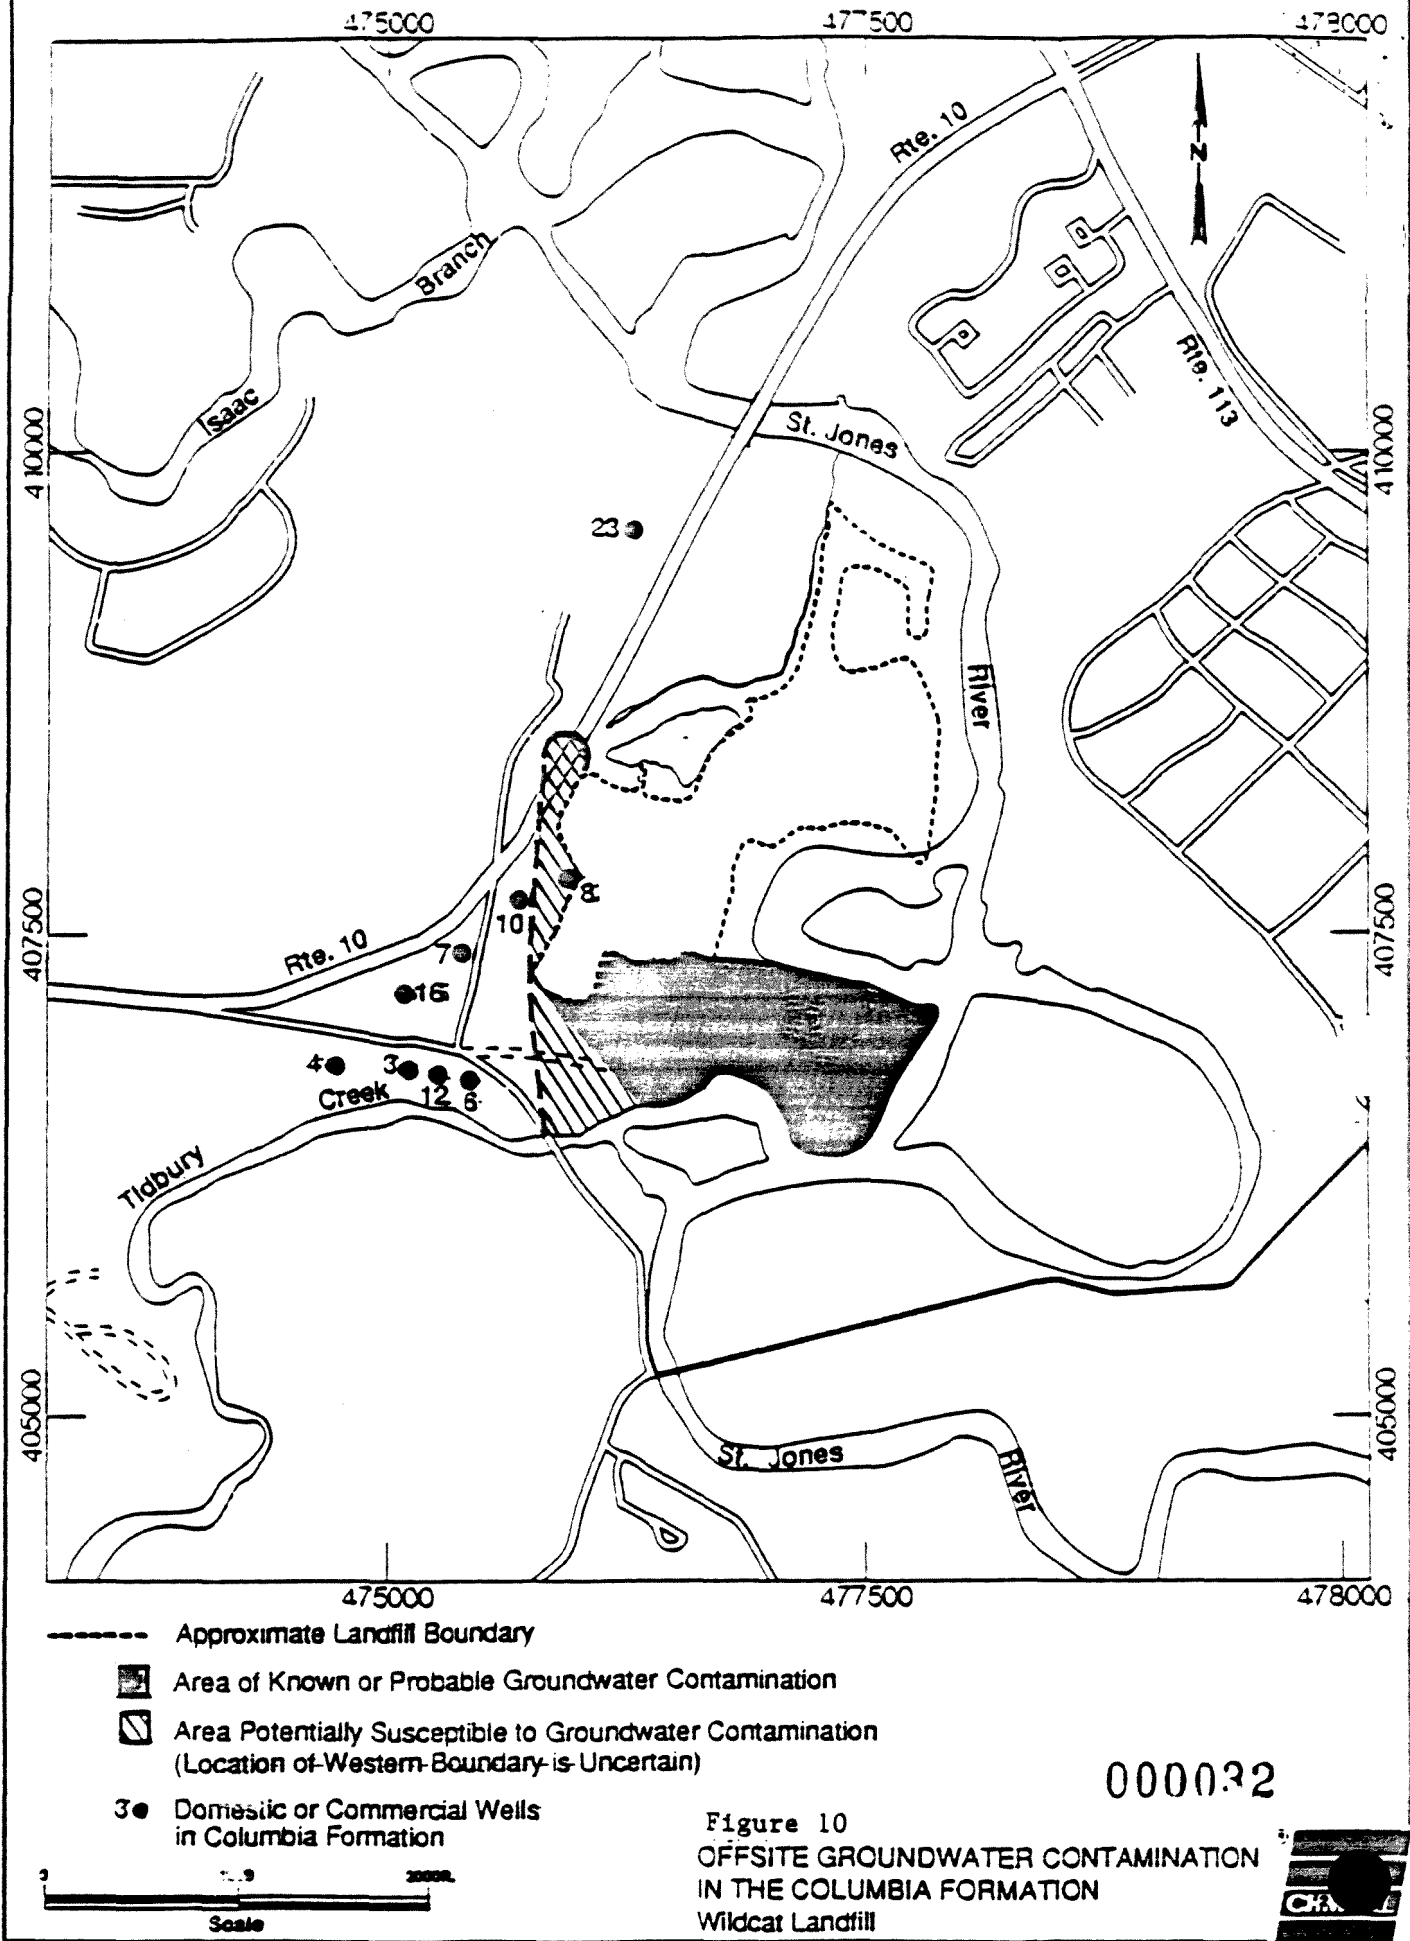 475000 477500 478000
Rte. 10
N
Branch
Isaac
Rte. 113
St. Jones
410000
410000
23
River
8
10
407500
407500
Rte. 10
7
16
4
3
12
6
Creek
Tidbury
405000
405000
St. Jones
River
475000 477500 478000
Approximate Landfill Boundary
Area of Known or Probable Groundwater Contamination
Area Potentially Susceptible to Groundwater Contamination
(Location of Western Boundary is Uncertain)
3 Domestic or Commercial Wells
in Columbia Formation
0 2000ft.
Scale
000032
Figure 10
OFFSITE GROUNDWATER CONTAMINATION
IN THE COLUMBIA FORMATION
Wildcat Landfill